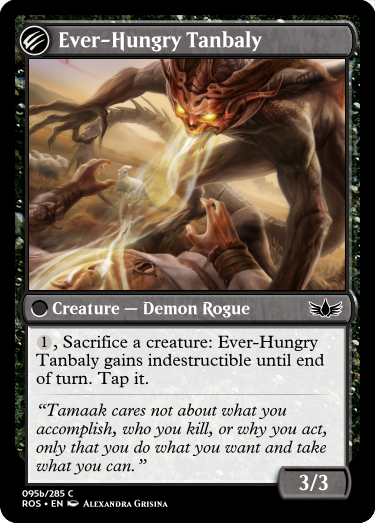 Ever-Hungry Tanbaly
Creature — Demon Rogue
1, Sacrifice a creature: Ever-Hungry
Tanbaly gains indestructible until end
of turn. Tap it.
“Tamaak cares not about what you
accomplish, who you kill, or why you act,
only that you do what you want and take
what you can.”
3/3
095b/285 C
ROS • EN Alexandra Grisina